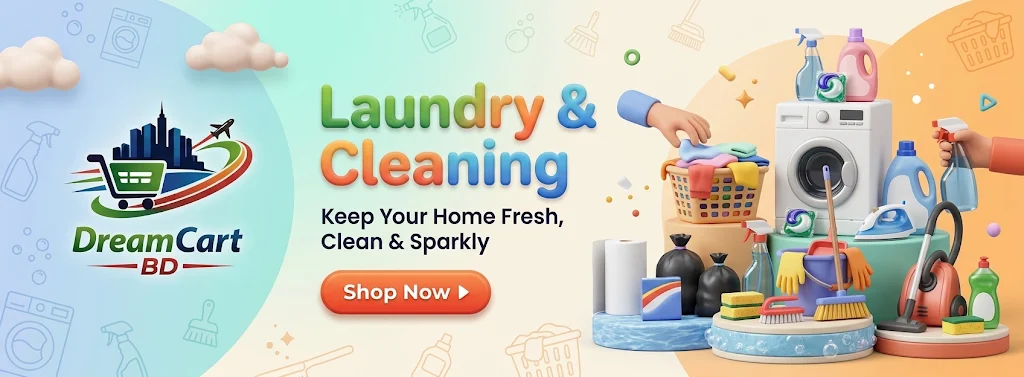 DreamCart
BD
Laundry &
Cleaning
Keep Your Home Fresh,
Clean & Sparkly
Shop Now